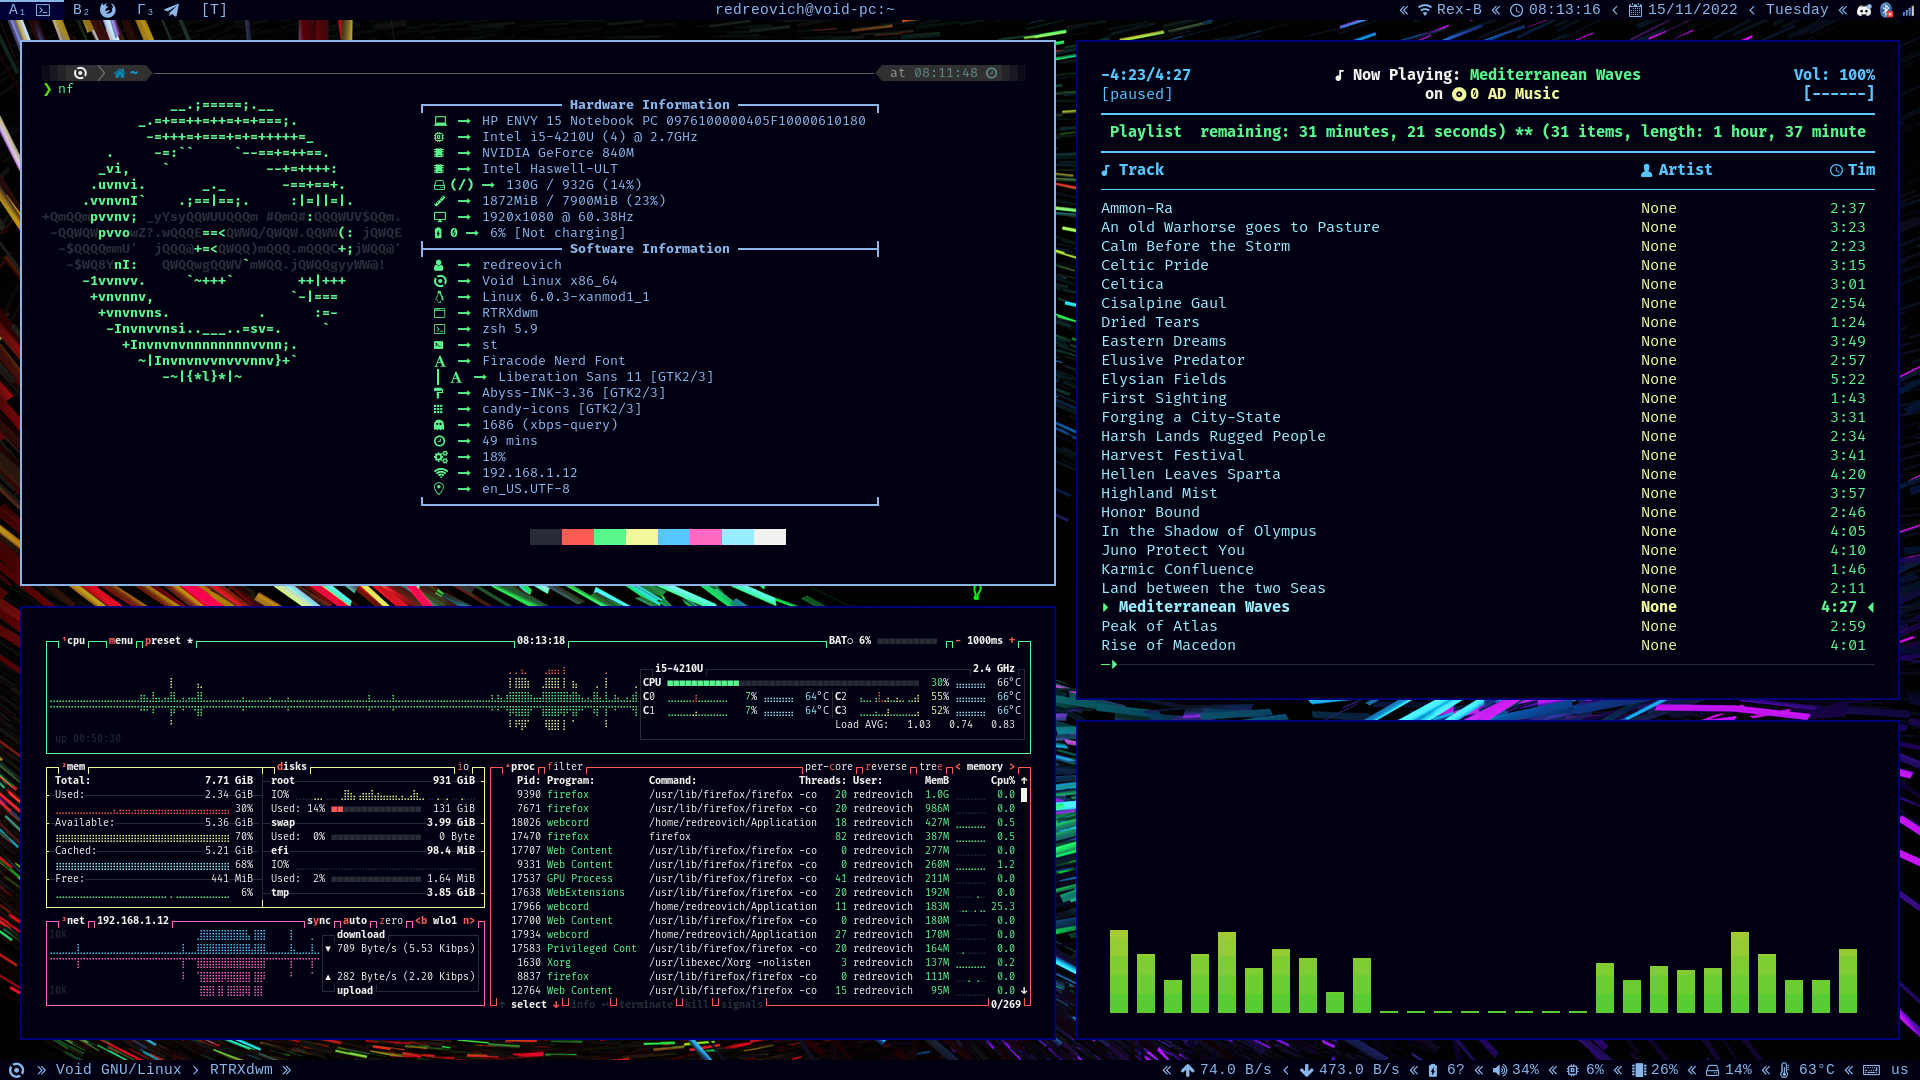 A₁ B₂ Γ₃ [T] redreovich@void-pc:~ « Rex-B « 08:13:16 ‹ 15/11/2022 ‹ Tuesday «
~ at 08:11:48
❯ nf
Hardware Information
→ HP ENVY 15 Notebook PC 0976100000405F10000610180
→ Intel i5-4210U (4) @ 2.7GHz
→ NVIDIA GeForce 840M
→ Intel Haswell-ULT
(/) → 130G / 932G (14%)
→ 1872MiB / 7900MiB (23%)
→ 1920x1080 @ 60.38Hz
0 → 6% [Not charging]
Software Information
→ redreovich
→ Void Linux x86_64
→ Linux 6.0.3-xanmod1_1
→ RTRXdwm
→ zsh 5.9
→ st
→ Firacode Nerd Font
→ Liberation Sans 11 [GTK2/3]
→ Abyss-INK-3.36 [GTK2/3]
→ candy-icons [GTK2/3]
→ 1686 (xbps-query)
→ 49 mins
→ 18%
→ 192.168.1.12
→ en_US.UTF-8
-4:23/4:27 Now Playing: Mediterranean Waves Vol: 100%
[paused] on 0 AD Music [------]
Playlist remaining: 31 minutes, 21 seconds) ** (31 items, length: 1 hour, 37 minute
Track Artist Tim
Ammon-Ra None 2:37
An old Warhorse goes to Pasture None 3:23
Calm Before the Storm None 2:23
Celtic Pride None 3:15
Celtica None 3:01
Cisalpine Gaul None 2:54
Dried Tears None 1:24
Eastern Dreams None 3:49
Elusive Predator None 2:57
Elysian Fields None 5:22
First Sighting None 1:43
Forging a City-State None 3:31
Harsh Lands Rugged People None 2:34
Harvest Festival None 3:41
Hellen Leaves Sparta None 4:20
Highland Mist None 3:57
Honor Bound None 2:46
In the Shadow of Olympus None 4:05
Juno Protect You None 4:10
Karmic Confluence None 1:46
Land between the two Seas None 2:11
Mediterranean Waves None 4:27
Peak of Atlas None 2:59
Rise of Macedon None 4:01
¹cpu menu preset * 08:13:18 BAT○ 6% - 1000ms +
i5-4210U 2.4 GHz
CPU 30% 66°C
C0 7% 64°C C2 55% 66°C
C1 7% 64°C C3 52% 66°C
Load AVG: 1.03 0.74 0.83
up 00:50:30
²mem disks io
Total: 7.71 GiB root 931 GiB
Used: 2.34 GiB IO%
30% Used: 14% 131 GiB
Available: 5.36 GiB swap 3.99 GiB
70% Used: 0% 0 Byte
Cached: 5.21 GiB efi 98.4 MiB
68% IO%
Free: 441 MiB Used: 2% 1.64 MiB
6% tmp 3.85 GiB
³net 192.168.1.12 sync auto zero <b wlo1 n>
10K download
▼ 709 Byte/s (5.53 Kibps)
▲ 282 Byte/s (2.20 Kibps)
10K upload
⁴proc filter per-core reverse tree < memory >
Pid: Program: Command: Threads: User: MemB Cpu% ↑
9390 firefox /usr/lib/firefox/firefox -co 20 redreovich 1.0G 0.0
7671 firefox /usr/lib/firefox/firefox -co 20 redreovich 986M 0.0
18026 webcord /home/redreovich/Application 18 redreovich 427M 0.5
17470 firefox firefox 82 redreovich 387M 0.5
17707 Web Content /usr/lib/firefox/firefox -co 0 redreovich 277M 0.0
9331 Web Content /usr/lib/firefox/firefox -co 0 redreovich 260M 1.2
17537 GPU Process /usr/lib/firefox/firefox -co 41 redreovich 211M 0.0
17638 WebExtensions /usr/lib/firefox/firefox -co 20 redreovich 192M 0.0
17966 webcord /home/redreovich/Application 11 redreovich 183M 25.3
17700 Web Content /usr/lib/firefox/firefox -co 0 redreovich 180M 0.0
17934 webcord /home/redreovich/Application 27 redreovich 170M 0.0
17583 Privileged Cont /usr/lib/firefox/firefox -co 20 redreovich 164M 0.0
1630 Xorg /usr/libexec/Xorg -nolisten 3 redreovich 137M 0.2
8837 firefox /usr/lib/firefox/firefox -co 0 redreovich 111M 0.0
12764 Web Content /usr/lib/firefox/firefox -co 15 redreovich 95M 0.0 ↓
↑ select ↓ info ↵ terminate kill signals 0/269
» Void GNU/Linux › RTRXdwm » « 74.0 B/s ‹ 473.0 B/s « 6? « 34% « 6% « 26% « 14% « 63°C « us